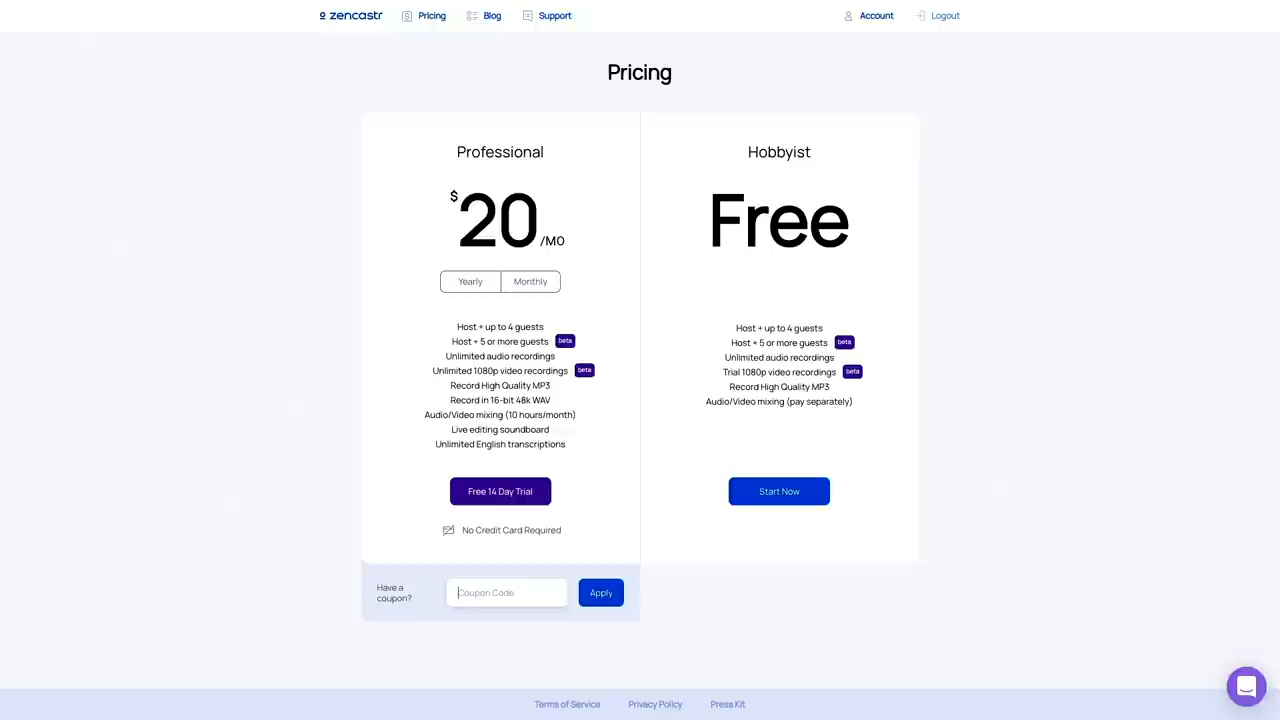 zencastr Pricing Blog Support Account Logout
Pricing
Professional
$20/MO
Yearly Monthly
Host + up to 4 guests
Host + 5 or more guests beta
Unlimited audio recordings
Unlimited 1080p video recordings beta
Record High Quality MP3
Record in 16-bit 48k WAV
Audio/Video mixing (10 hours/month)
Live editing soundboard
Unlimited English transcriptions
Free 14 Day Trial
No Credit Card Required
Have a
coupon?
Coupon Code
Apply
Hobbyist
Free
Host + up to 4 guests
Host + 5 or more guests beta
Unlimited audio recordings
Trial 1080p video recordings beta
Record High Quality MP3
Audio/Video mixing (pay separately)
Start Now
Terms of Service Privacy Policy Press Kit